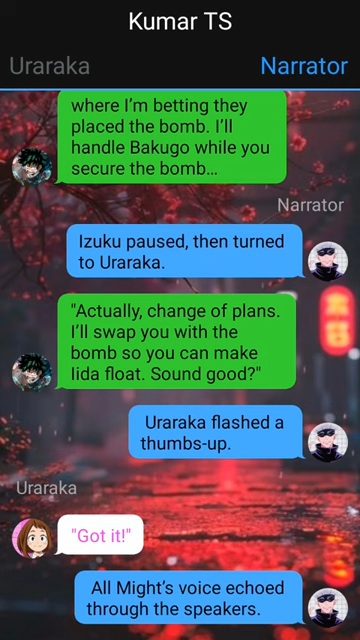 Kumar TS
Uraraka Narrator
where I’m betting they
placed the bomb. I’ll
handle Bakugo while you
secure the bomb...
Narrator
Izuku paused, then turned
to Uraraka.
"Actually, change of plans.
I’ll swap you with the
bomb so you can make
Iida float. Sound good?"
Uraraka flashed a
thumbs-up.
Uraraka
"Got it!"
All Might’s voice echoed
through the speakers.